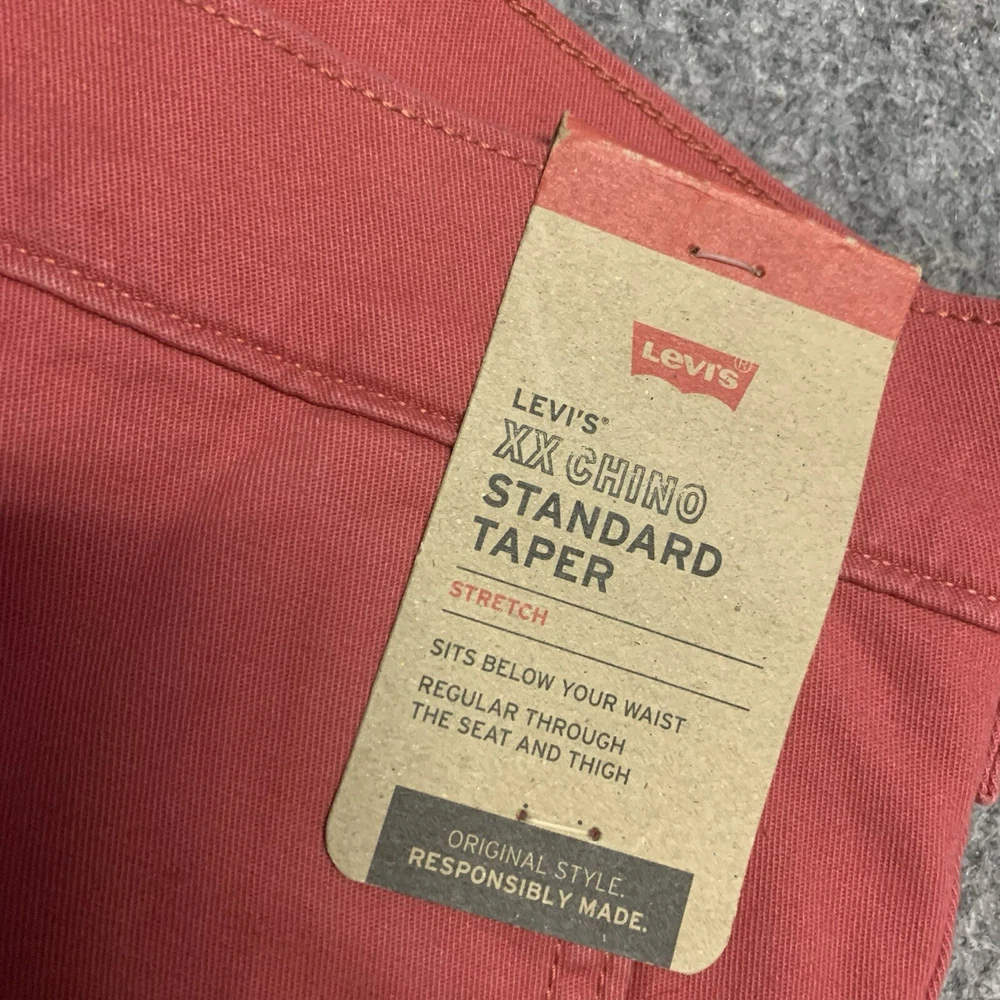 Levi's®
LEVI'S®
XX CHINO
STANDARD
TAPER
STRETCH
SITS BELOW YOUR WAIST
REGULAR THROUGH
THE SEAT AND THIGH
ORIGINAL STYLE.
RESPONSIBLY MADE.